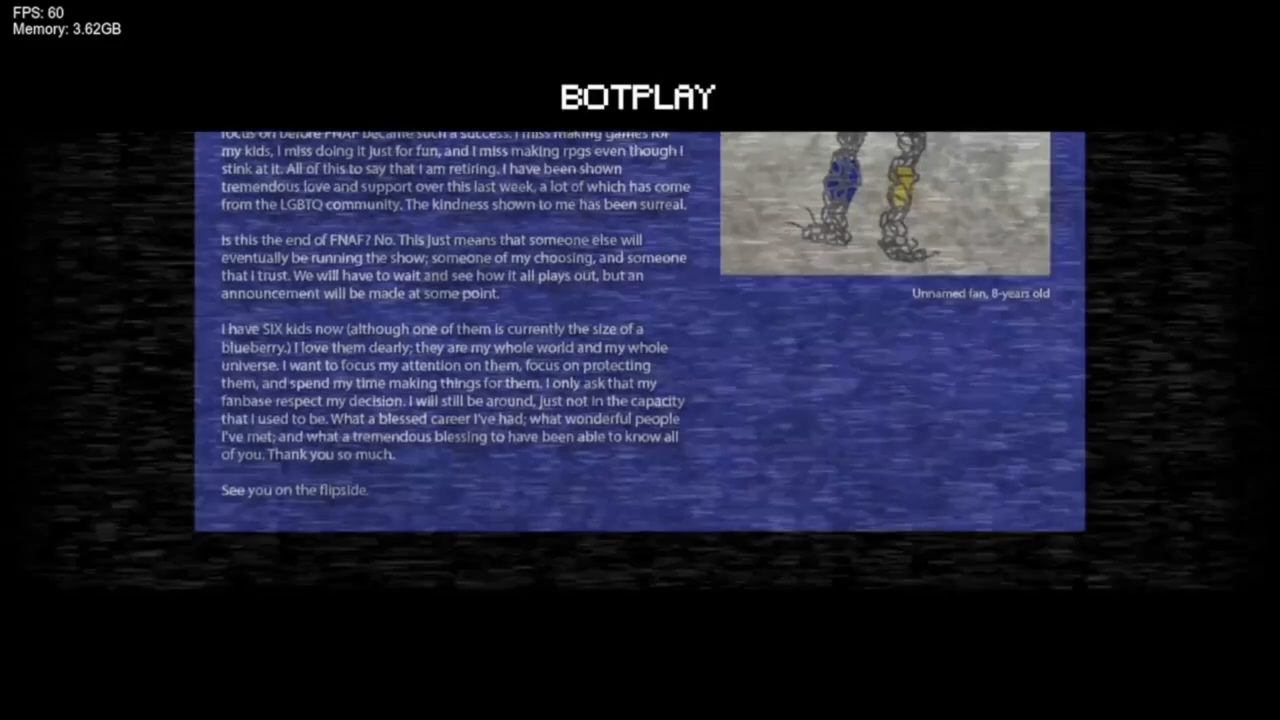 FPS: 60
Memory: 3.62GB
BOTPLAY
focus on before FNAF became such a success. I miss making games for
my kids, I miss doing it just for fun, and I miss making rpgs even though I
stink at it. All of this to say that I am retiring. I have been shown
tremendous love and support over this last week, a lot of which has come
from the LGBTQ community. The kindness shown to me has been surreal.
Is this the end of FNAF? No. This just means that someone else will
eventually be running the show; someone of my choosing, and someone
that I trust. We will have to wait and see how it all plays out, but an
announcement will be made at some point.
Unnamed fan, 8-years old
I have SIX kids now (although one of them is currently the size of a
blueberry.) I love them dearly; they are my whole world and my whole
universe. I want to focus my attention on them, focus on protecting
them, and spend my time making things for them. I only ask that my
fanbase respect my decision. I will still be around, just not in the capacity
that I used to be. What a blessed career I've had; what wonderful people
I've met; and what a tremendous blessing to have been able to know all
of you. Thank you so much.
See you on the flipside.